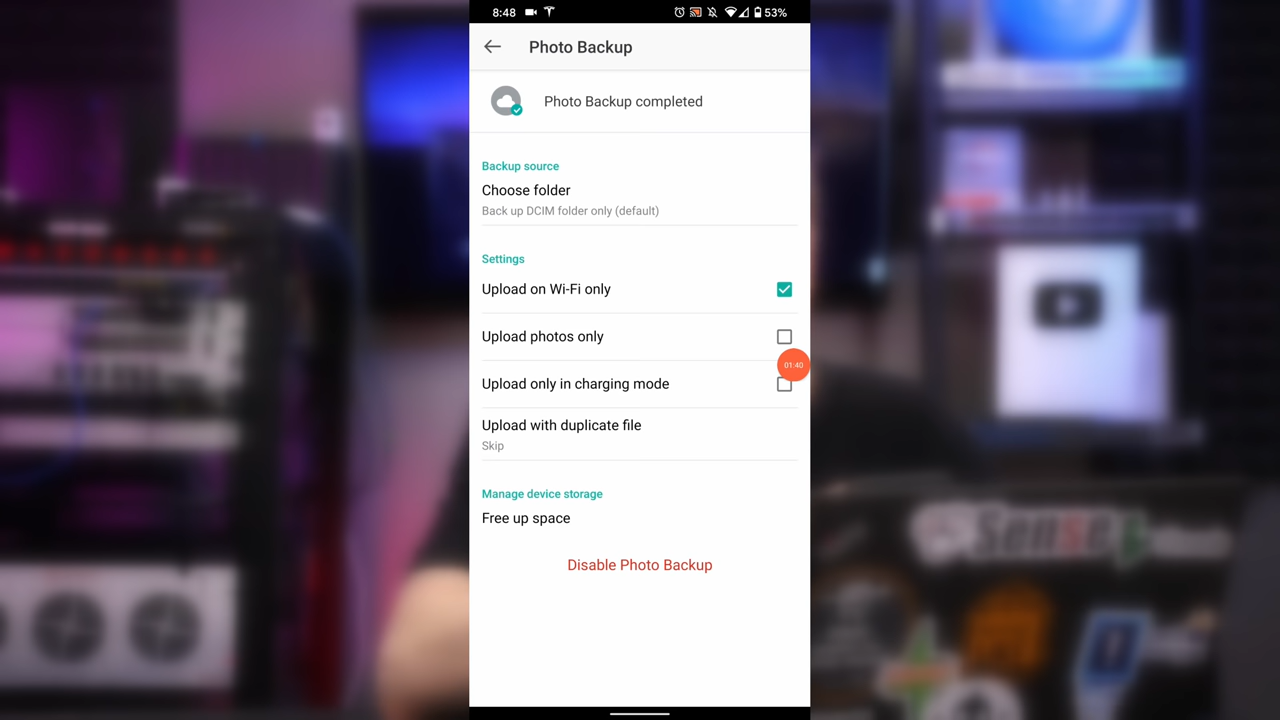 8:48
53%
Photo Backup
Photo Backup completed
Backup source
Choose folder
Back up DCIM folder only (default)
Settings
Upload on Wi-Fi only
Upload photos only
01:40
Upload only in charging mode
Upload with duplicate file
Skip
Manage device storage
Free up space
Disable Photo Backup